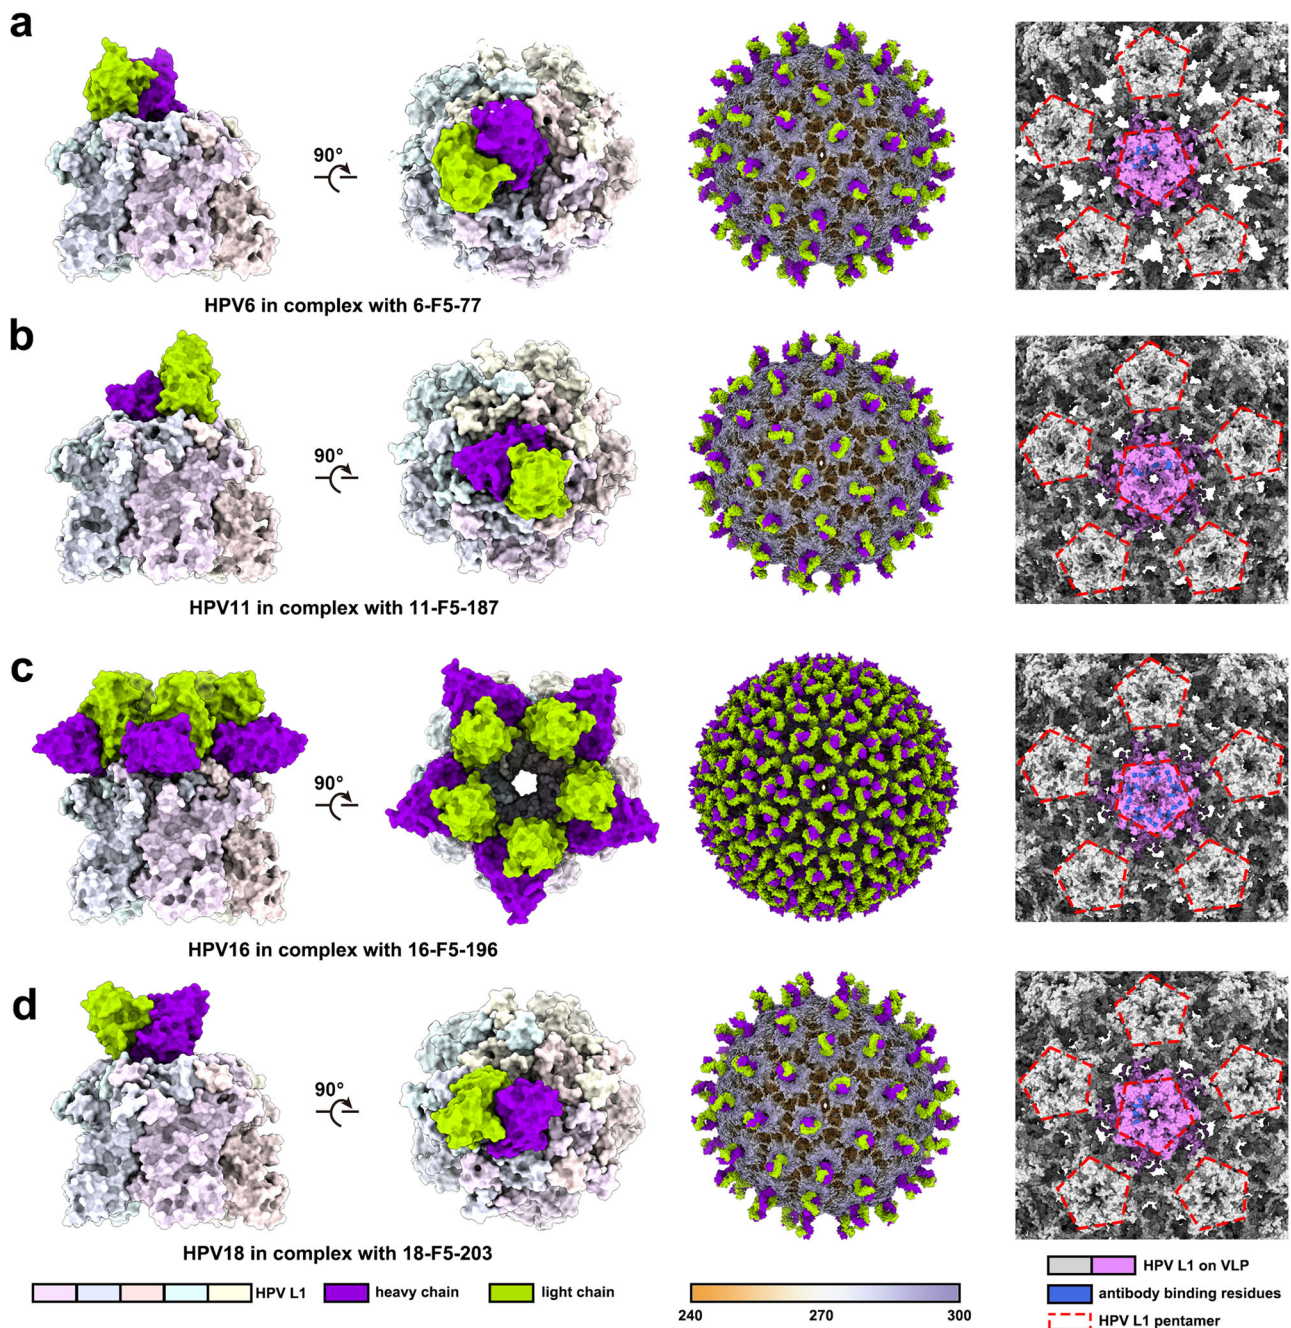 a
90°
HPV6 in complex with 6-F5-77
b
90°
HPV11 in complex with 11-F5-187
c
90°
HPV16 in complex with 16-F5-196
d
90°
HPV18 in complex with 18-F5-203
HPV L1
heavy chain
light chain
240
270
300
HPV L1 on VLP
antibody binding residues
HPV L1 pentamer